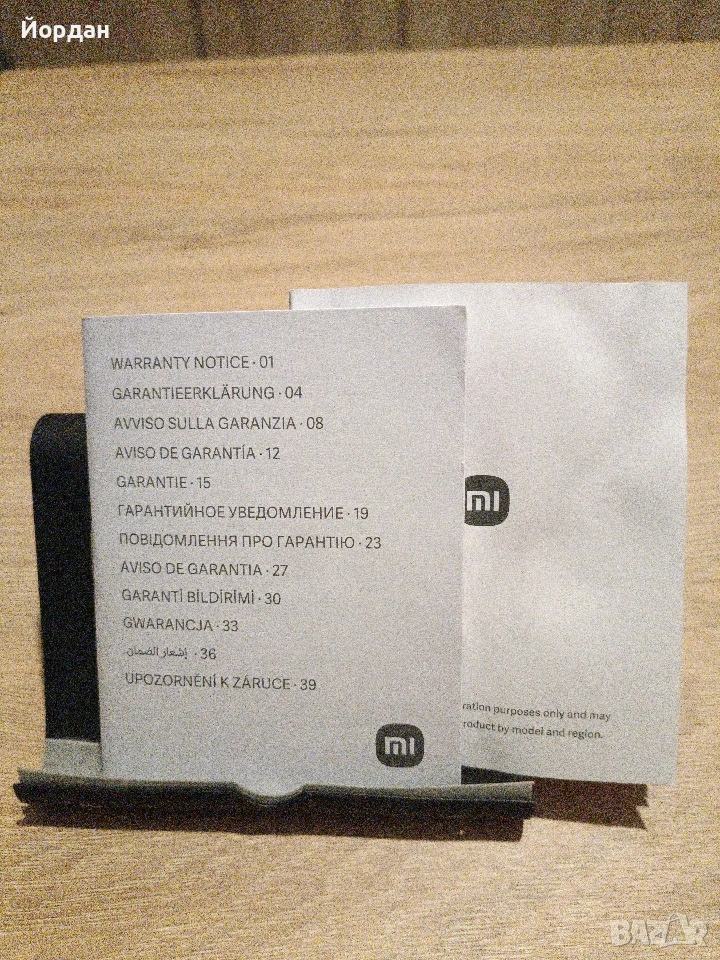 Йордан
WARRANTY NOTICE · 01
GARANTIEERKLÄRUNG · 04
AVVISO SULLA GARANZIA · 08
AVISO DE GARANTÍA · 12
GARANTIE · 15
ГАРАНТИЙНОЕ УВЕДОМЛЕНИЕ · 19
ПОВІДОМЛЕННЯ ПРО ГАРАНТІЮ · 23
AVISO DE GARANTIA · 27
GARANTİ BİLDİRİMİ · 30
GWARANCJA · 33
إشعار الضمان · 36
UPOZORNĚNÍ K ZÁRUCE · 39
mi
mi
purposes only and may
by model and region.
BAZAR